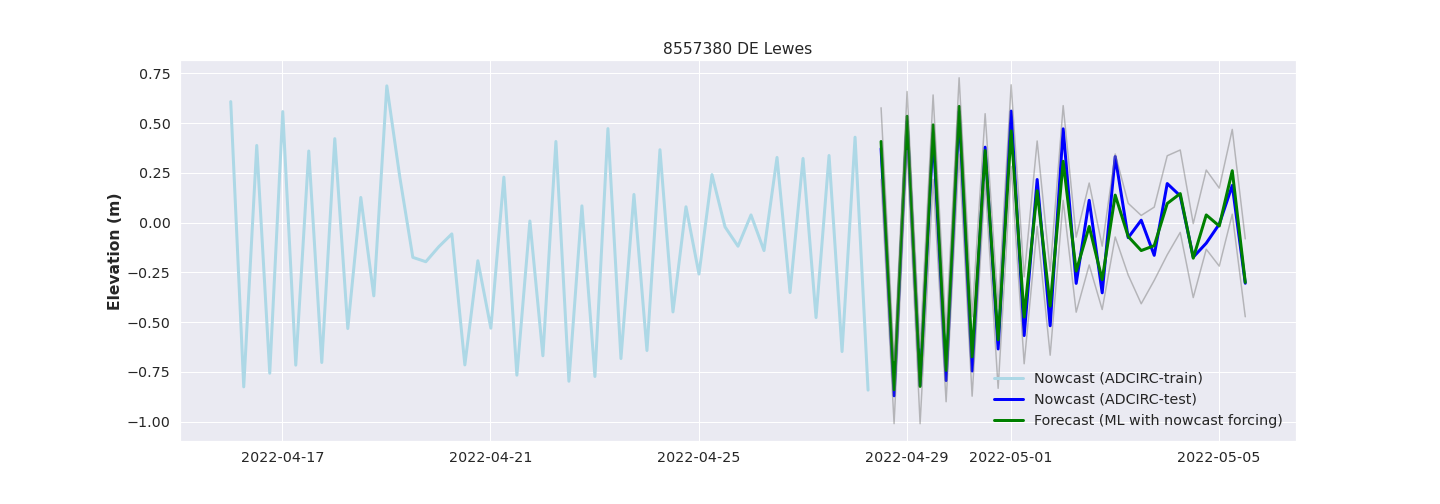 8557380 DE Lewes
Elevation (m)
0.75
0.50
0.25
0.00
−0.25
−0.50
−0.75
−1.00
Nowcast (ADCIRC-train)
Nowcast (ADCIRC-test)
Forecast (ML with nowcast forcing)
2022-04-17 2022-04-21 2022-04-25 2022-04-29 2022-05-01 2022-05-05